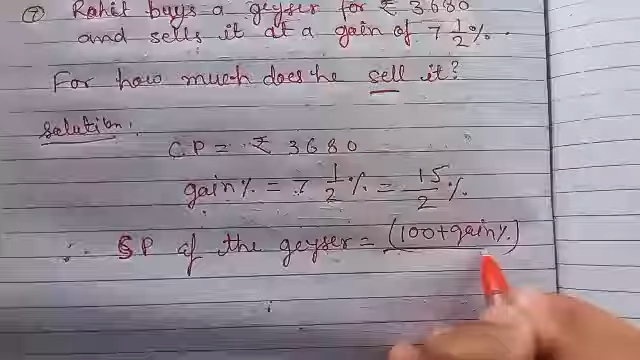 ⑦ Rohit buys a geyser for ₹ 3680
and sells it at a gain of 7 1/2 %.
For how much does he sell it?
Solution:
C.P = ₹ 3680
gain% = 7 1/2 % = 15/2 %
∴ SP of the geyser = (100+gain%)